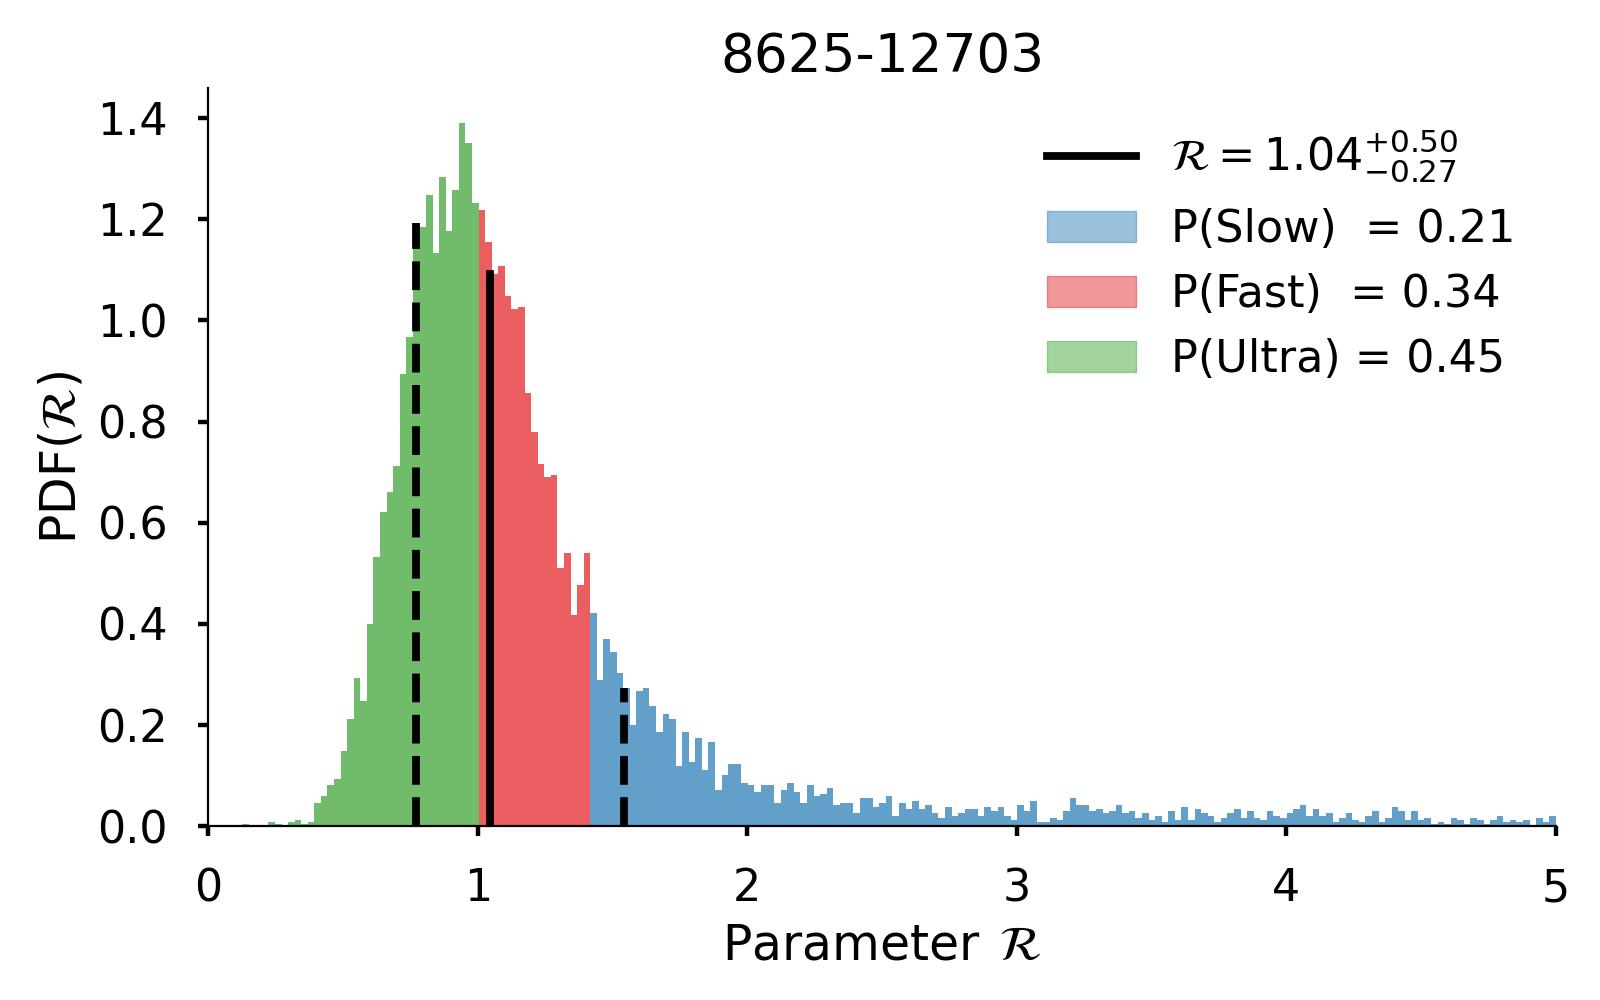 8625-12703
1.4
1.2
1.0
0.8
0.6
0.4
0.2
0.0
PDF(ℛ)
ℛ = 1.04 +0.50 −0.27
P(Slow) = 0.21
P(Fast) = 0.34
P(Ultra) = 0.45
0 1 2 3 4 5
Parameter ℛ